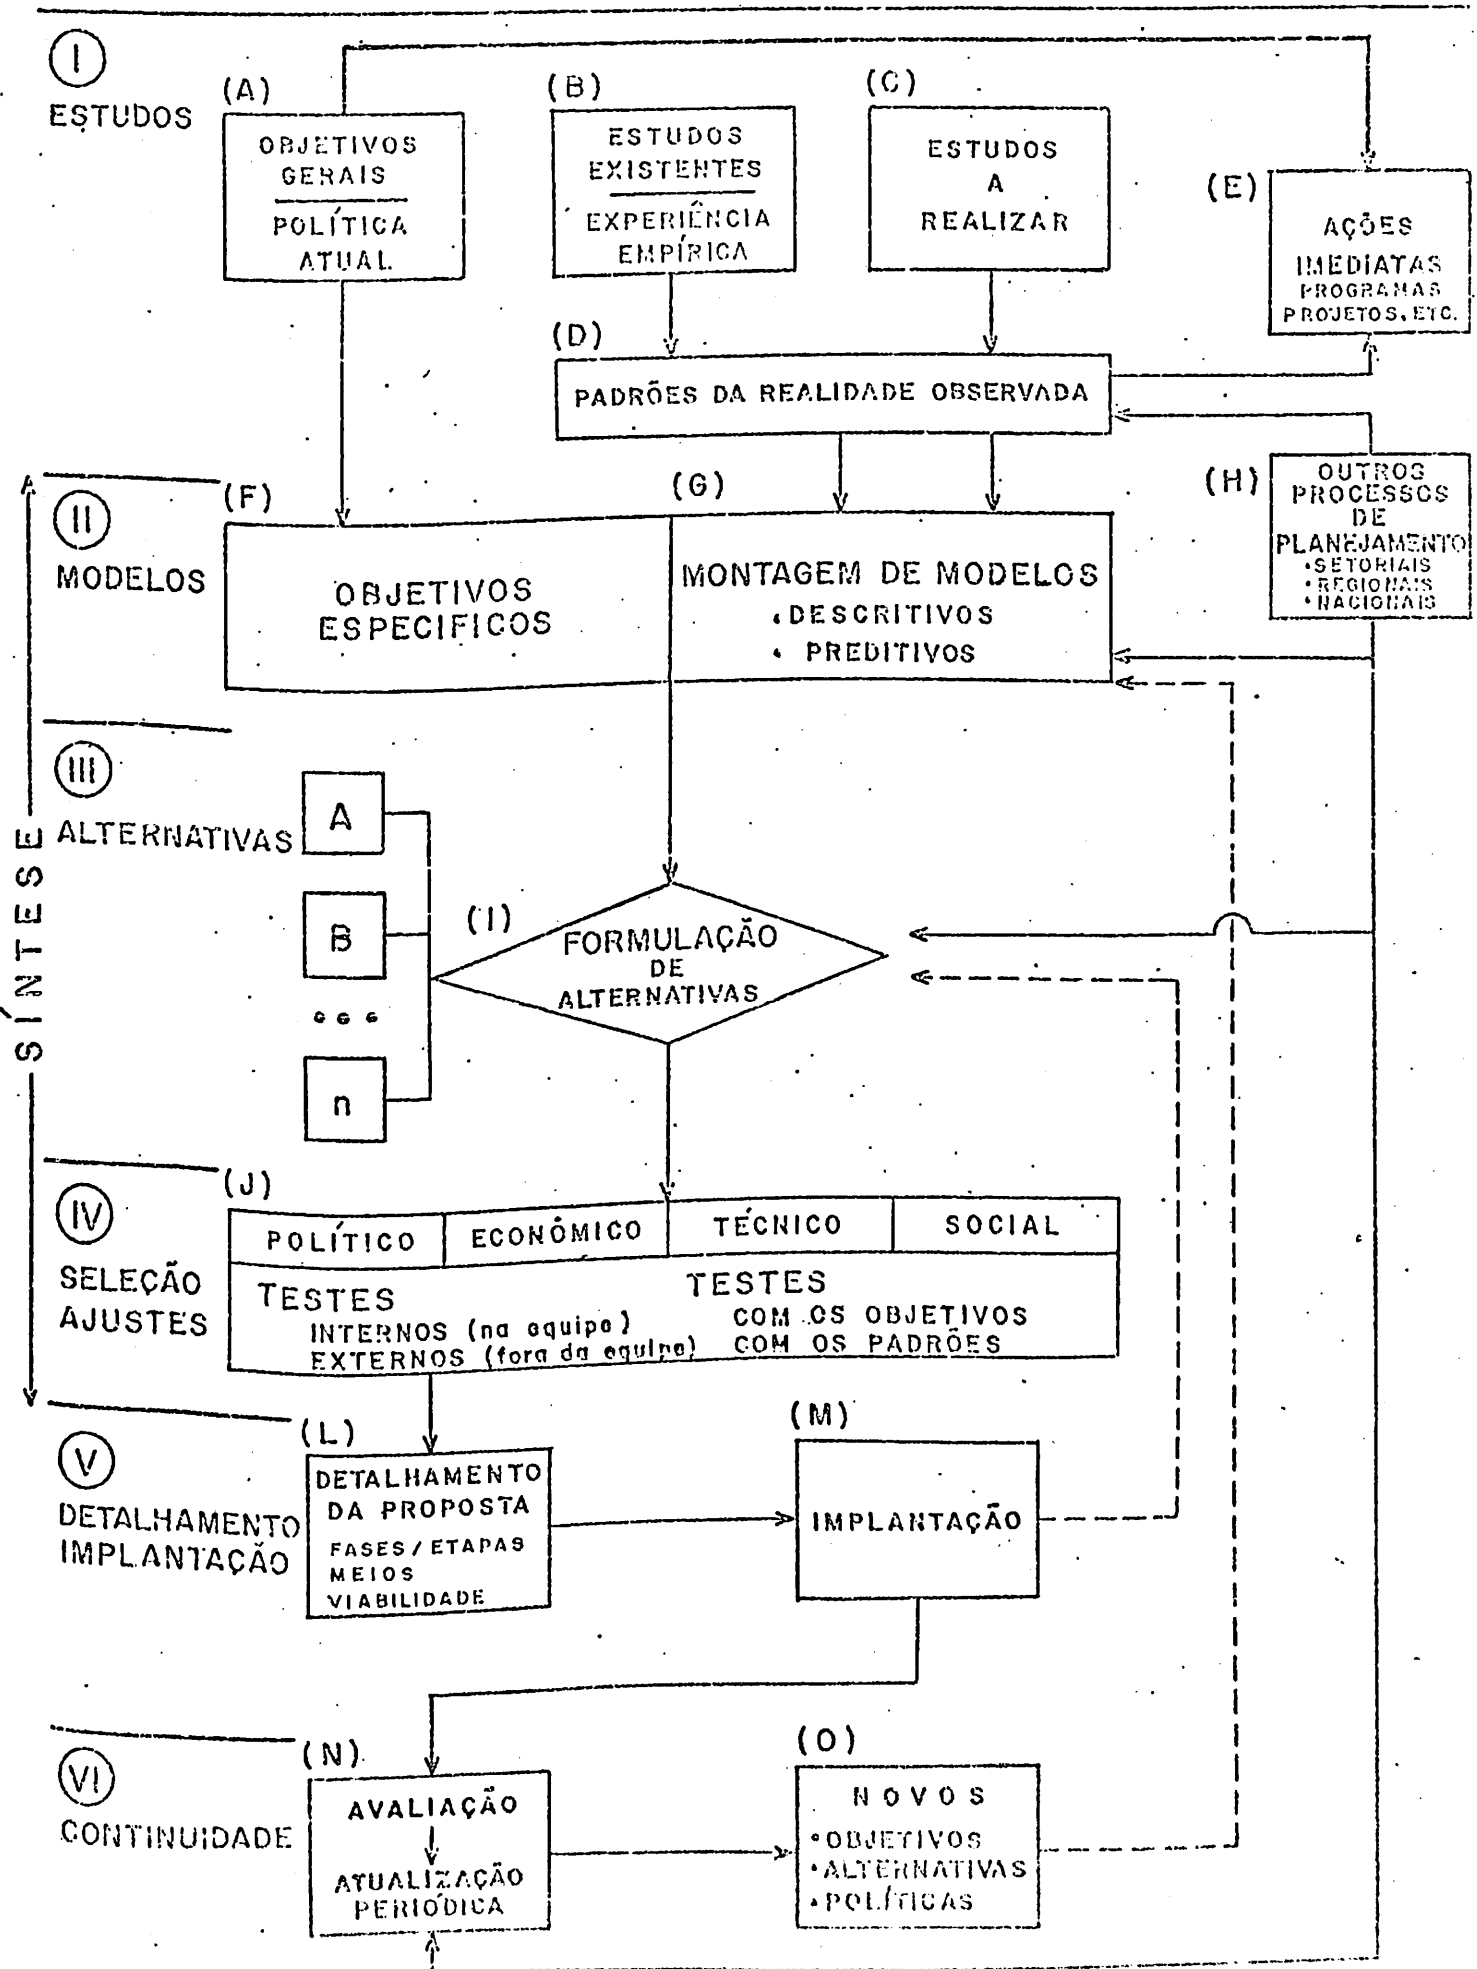 I
ESTUDOS
(A)
OBJETIVOS
GERAIS
POLÍTICA
ATUAL
(B)
ESTUDOS
EXISTENTES
EXPERIÊNCIA
EMPÍRICA
(C)
ESTUDOS
A
REALIZAR
(E)
AÇÕES
IMEDIATAS
PROGRAMAS
PROJETOS, ETC.
(D)
PADRÕES DA REALIDADE OBSERVADA
SÍNTESE
II
MODELOS
(F)
OBJETIVOS
ESPECIFICOS
(G)
MONTAGEM DE MODELOS
• DESCRITIVOS
• PREDITIVOS
(H)
OUTROS
PROCESSOS
DE
PLANEJAMENTO
• SETORIAIS
• REGIONAIS
• NACIONAIS
III
ALTERNATIVAS
A
B
...
n
(I)
FORMULAÇÃO
DE
ALTERNATIVAS
IV
SELEÇÃO
AJUSTES
(J)
POLÍTICO ECONÔMICO TÉCNICO SOCIAL
TESTES
INTERNOS (na equipe)
EXTERNOS (fora da equipe)
TESTES
COM OS OBJETIVOS
COM OS PADRÕES
V
DETALHAMENTO
IMPLANTAÇÃO
(L)
DETALHAMENTO
DA PROPOSTA
FASES / ETAPAS
MEIOS
VIABILIDADE
(M)
IMPLANTAÇÃO
VI
CONTINUIDADE
(N)
AVALIAÇÃO
ATUALIZAÇÃO
PERIÓDICA
(O)
NOVOS
• OBJETIVOS
• ALTERNATIVAS
• POLÍTICAS